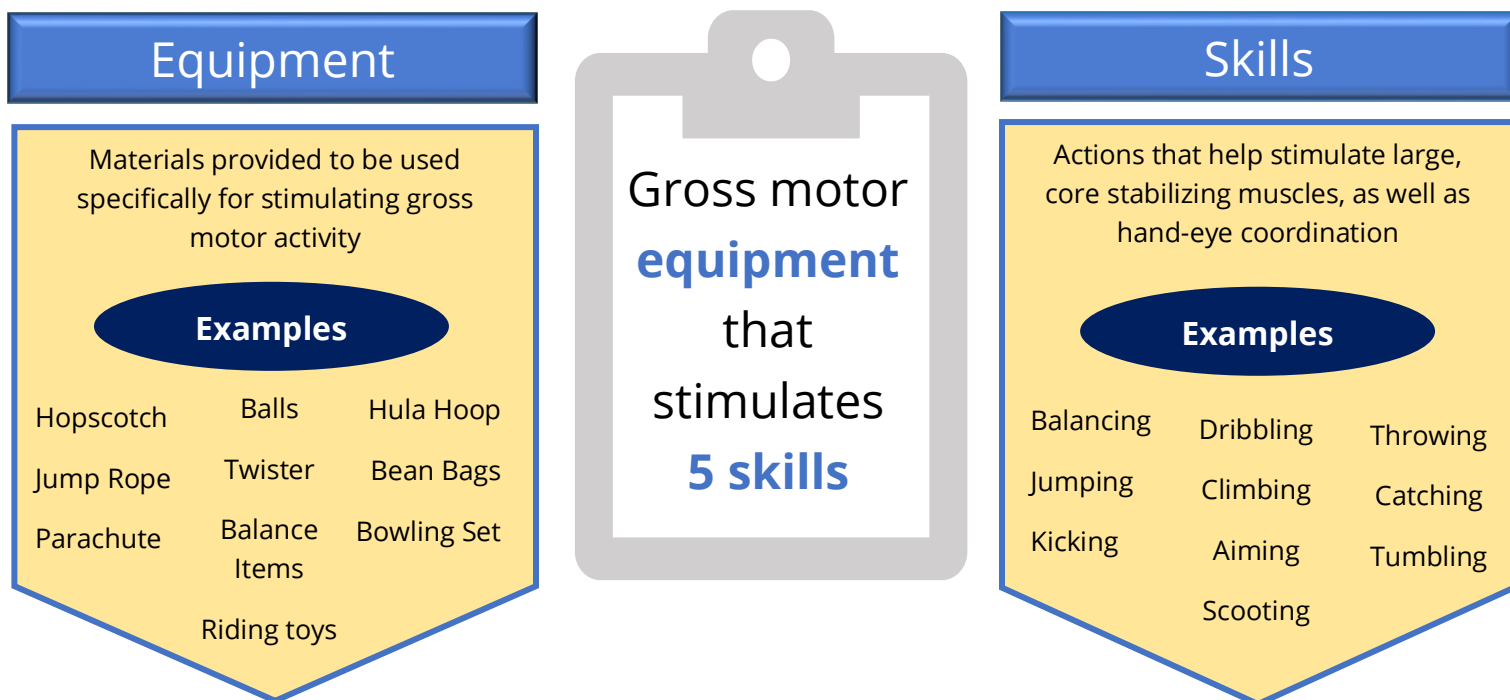 Equipment
Materials provided to be used
specifically for stimulating gross
motor activity
Examples
Hopscotch
Jump Rope
Parachute
Balls
Twister
Balance
Items
Riding toys
Hula Hoop
Bean Bags
Bowling Set
Gross motor
equipment
that
stimulates
5 skills
Skills
Actions that help stimulate large,
core stabilizing muscles, as well as
hand-eye coordination
Examples
Balancing
Jumping
Kicking
Dribbling
Climbing
Aiming
Scooting
Throwing
Catching
Tumbling